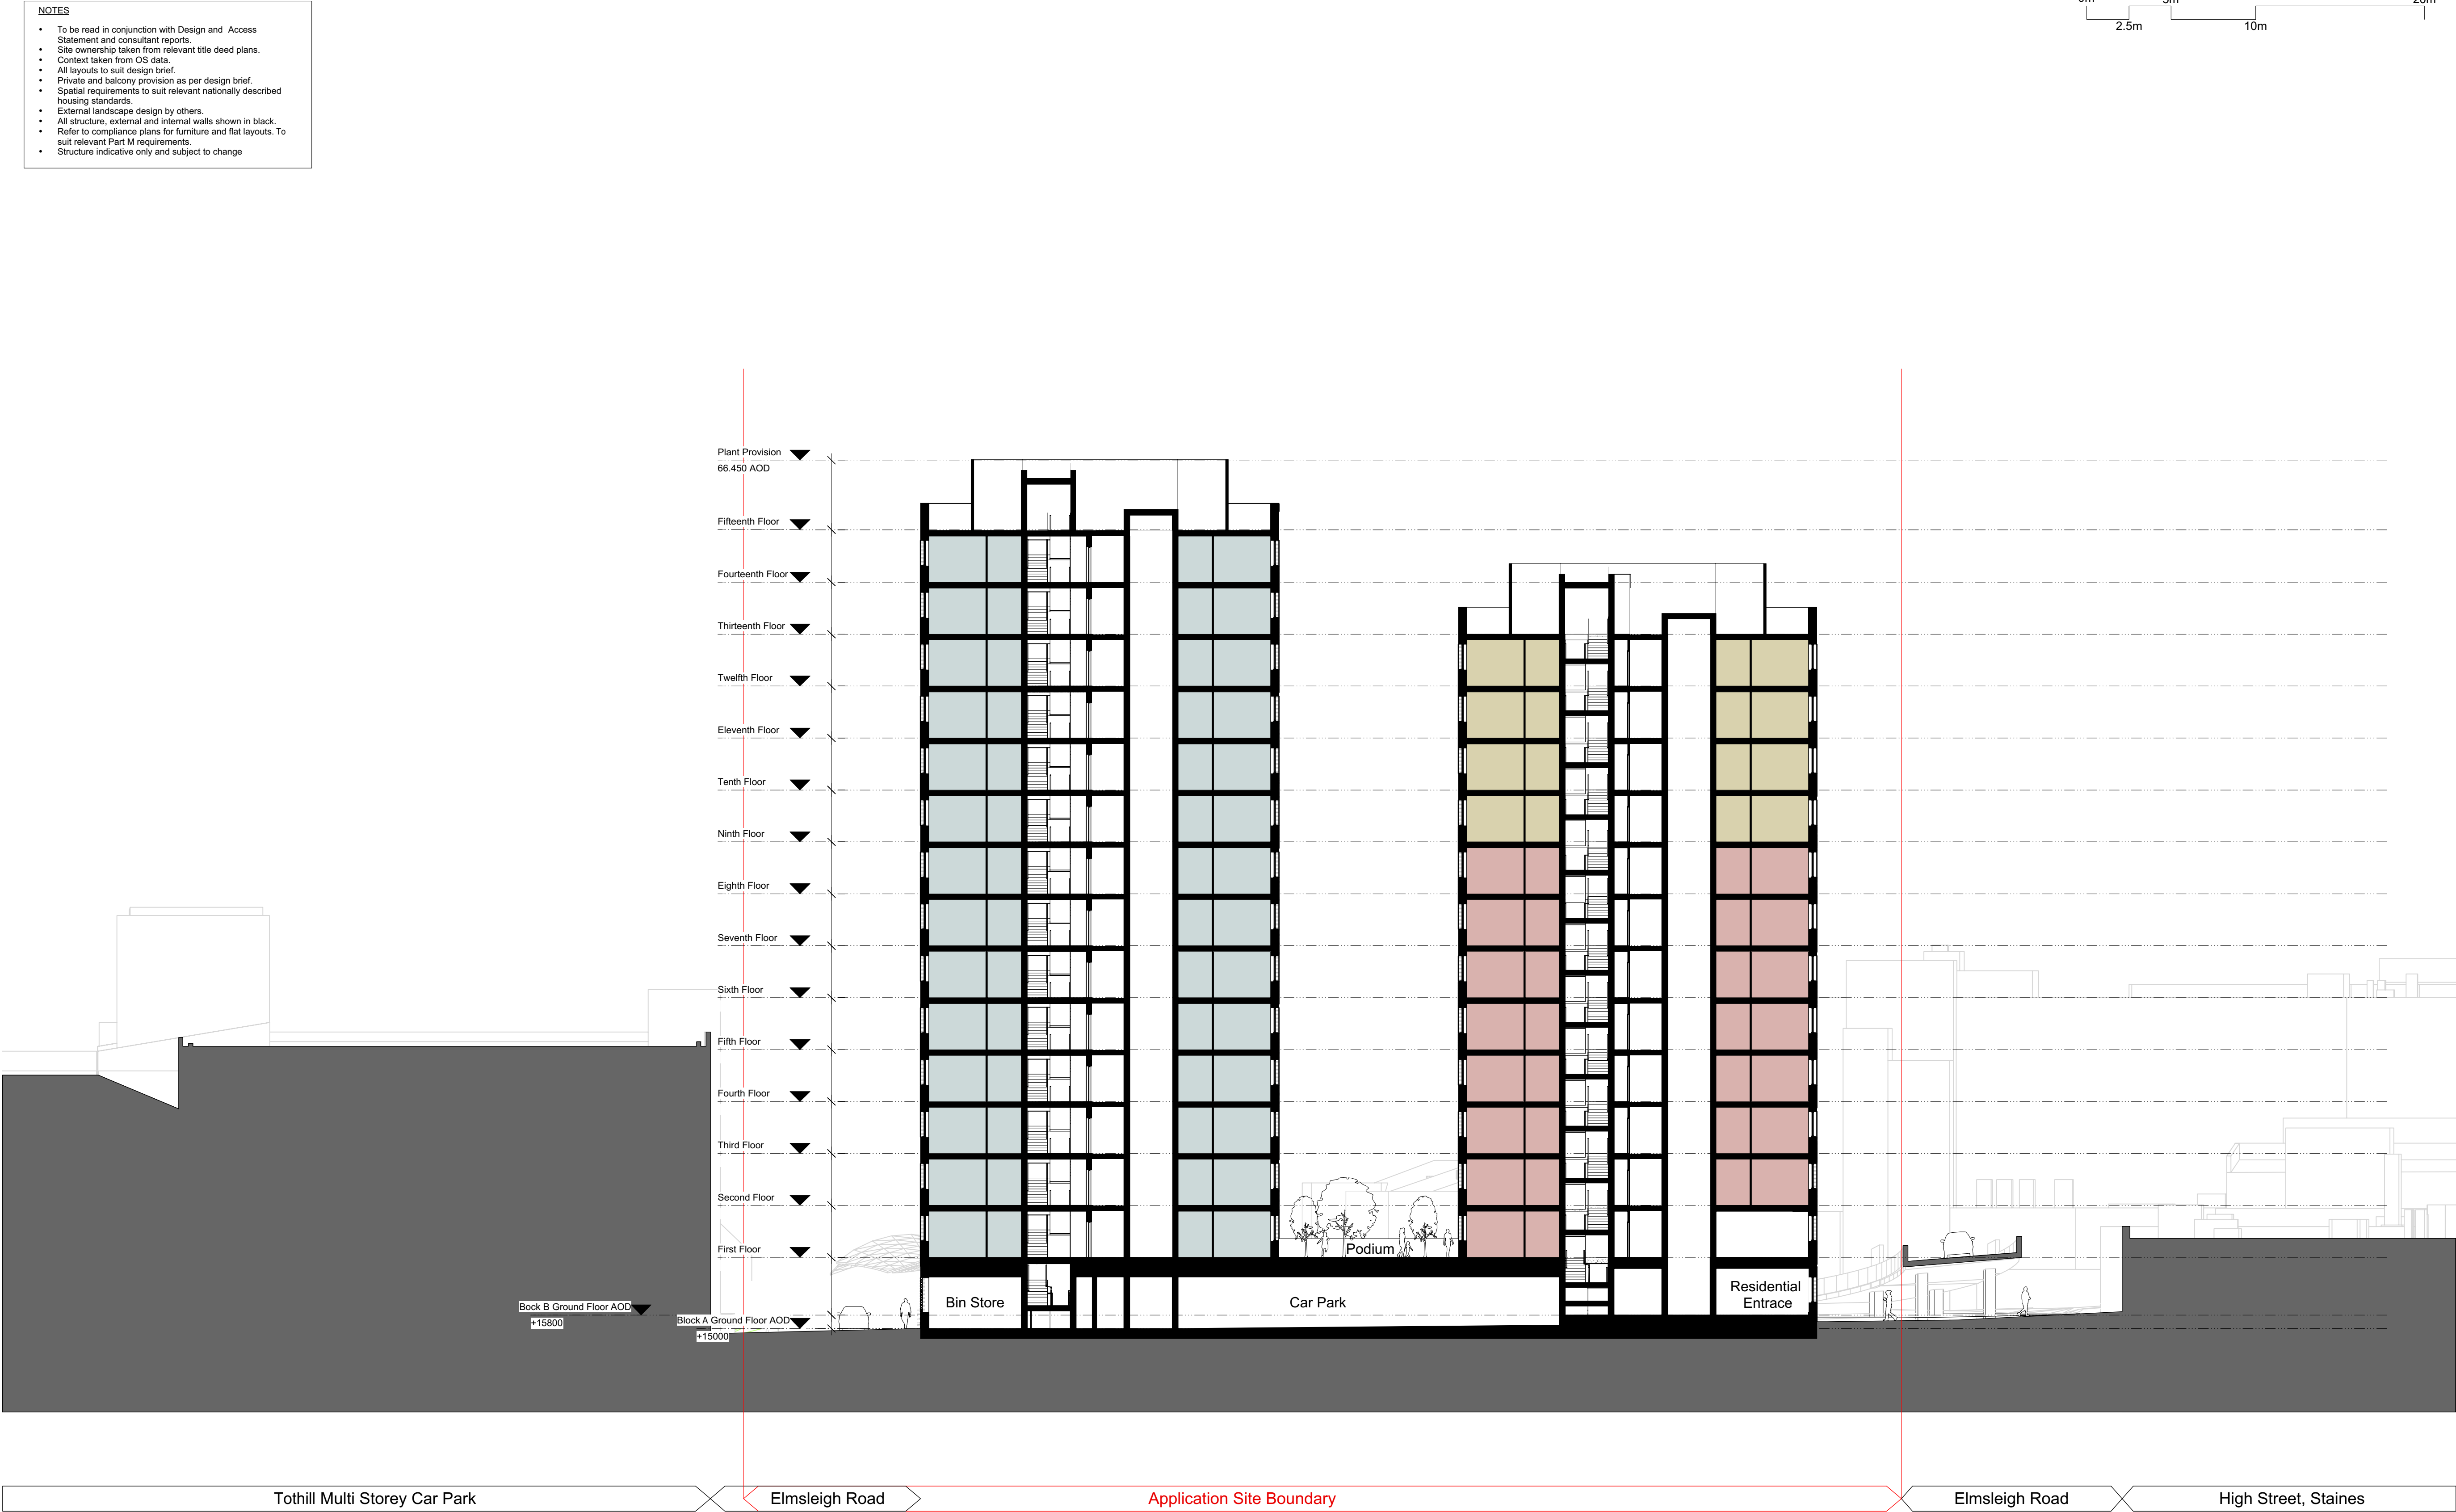 NOTES
• To be read in conjunction with Design and Access
Statement and consultant reports.
• Site ownership taken from relevant title deed plans.
• Context taken from OS data.
• All layouts to suit design brief.
• Private and balcony provision as per design brief.
• Spatial requirements to suit relevant nationally described
housing standards.
• External landscape design by others.
• All structure, external and internal walls shown in black.
• Refer to compliance plans for furniture and flat layouts. To
suit relevant Part M requirements.
• Structure indicative only and subject to change
2.5m
10m
Plant Provision
66.450 AOD
Fifteenth Floor
Fourteenth Floor
Thirteenth Floor
Twelfth Floor
Eleventh Floor
Tenth Floor
Ninth Floor
Eighth Floor
Seventh Floor
Sixth Floor
Fifth Floor
Fourth Floor
Third Floor
Second Floor
First Floor
Podium
Bin Store
Car Park
Residential
Entrace
Bock B Ground Floor AOD
+15800
Block A Ground Floor AOD
+15000
Tothill Multi Storey Car Park
Elmsleigh Road
Application Site Boundary
Elmsleigh Road
High Street, Staines